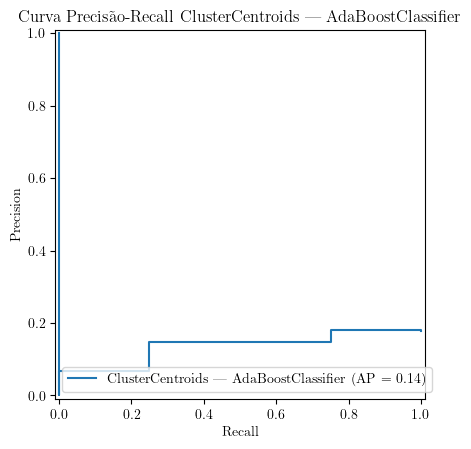 Curva Precisão-Recall ClusterCentroids — AdaBoostClassifier
1.0
0.8
0.6
0.4
0.2
0.0
Precision
ClusterCentroids — AdaBoostClassifier (AP = 0.14)
0.0 0.2 0.4 0.6 0.8 1.0
Recall